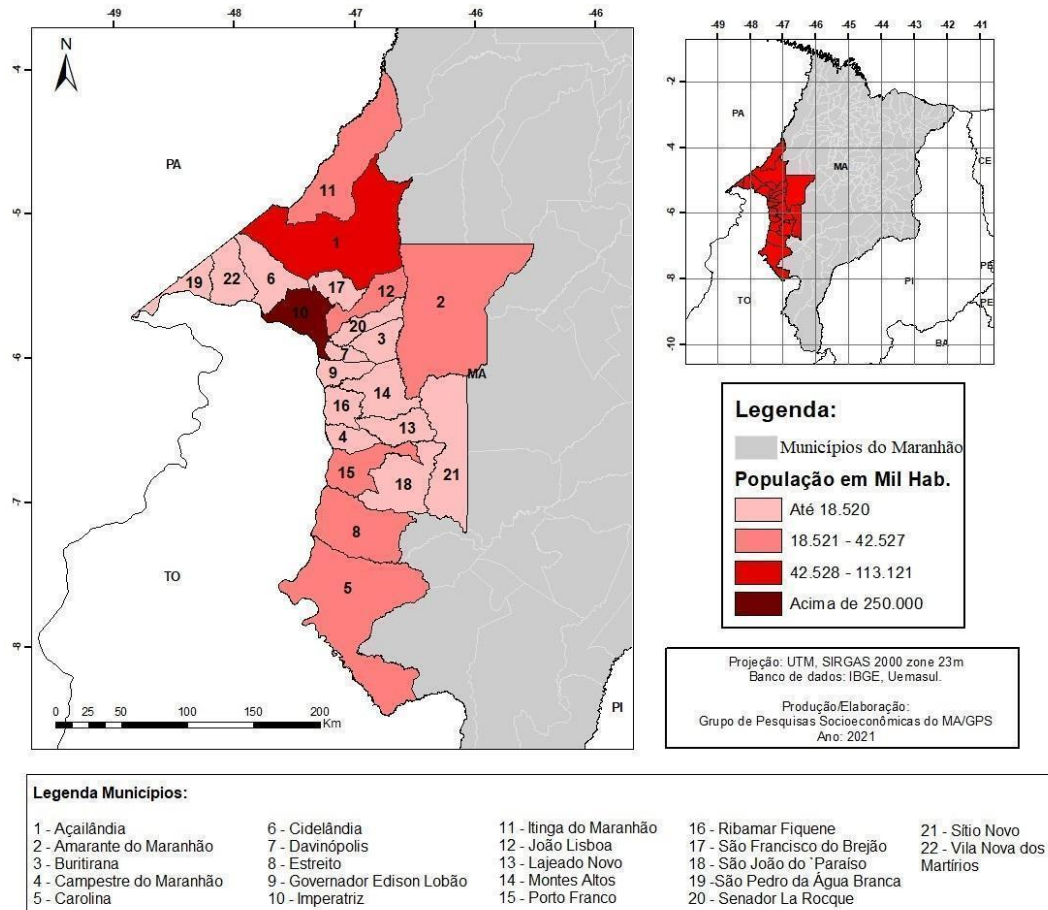 -49 -48 -47 -46 -46
N
-4
-5
-6
-7
-8
PA
11
1
19
22
6
17
12
2
10
20
3
7
9
MA
14
16
13
4
15
18
21
8
TO
5
PI
0 25 50 100 150 200
Km
-49 -48 -47 -46 -45 -44 -43 -42 -41
-2
-4
-6
-8
-10
PA
MA
CE
TO
PI
PE
PE
BA
Legenda:
Municípios do Maranhão
População em Mil Hab.
Até 18.520
18.521 - 42.527
42.528 - 113.121
Acima de 250.000
Projeção: UTM, SIRGAS 2000 zone 23m
Banco de dados: IBGE, Uemasul.
Produção/Elaboração:
Grupo de Pesquisas Socioeconômicas do MA/GPS
Ano: 2021
Legenda Municípios:
1 - Açailândia
2 - Amarante do Maranhão
3 - Buritirana
4 - Campestre do Maranhão
5 - Carolina
6 - Cidelândia
7 - Davinópolis
8 - Estreito
9 - Governador Edison Lobão
10 - Imperatriz
11 - Itinga do Maranhão
12 - João Lisboa
13 - Lajeado Novo
14 - Montes Altos
15 - Porto Franco
16 - Ribamar Fiquene
17 - São Francisco do Brejão
18 - São João do `Paraíso
19 -São Pedro da Água Branca
20 - Senador La Rocque
21 - Sítio Novo
22 - Vila Nova dos
Martírios